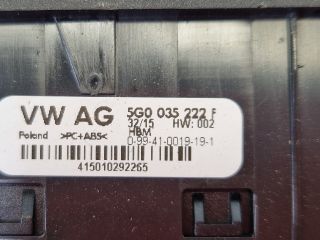 VW AG 5G0 035 222 F
32/15 HW: 002
Poland >PC+ABS< HBM
0-99-41-0019-19-1
415010292265